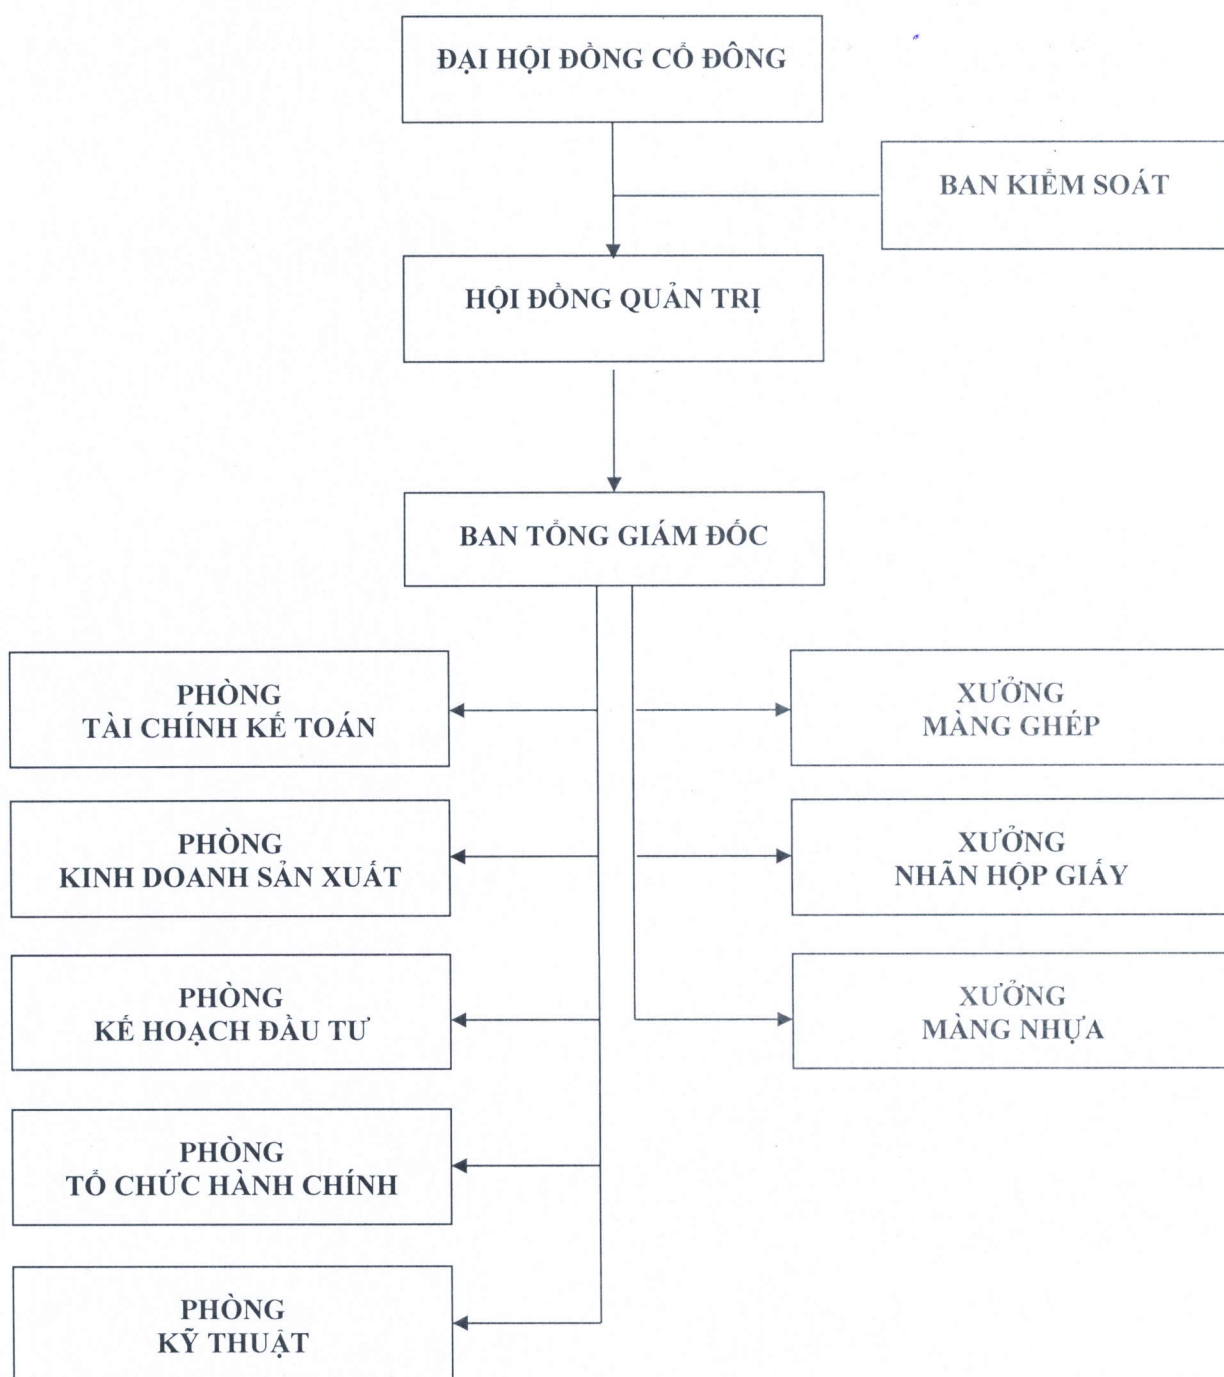 ĐẠI HỘI ĐỒNG CỔ ĐÔNG
BAN KIỂM SOÁT
HỘI ĐỒNG QUẢN TRỊ
BAN TỔNG GIÁM ĐỐC
PHÒNG
TÀI CHÍNH KẾ TOÁN
XƯỞNG
MÀNG GHÉP
PHÒNG
KINH DOANH SẢN XUẤT
XƯỞNG
NHÃN HỘP GIẤY
PHÒNG
KẾ HOẠCH ĐẦU TƯ
XƯỞNG
MÀNG NHỰA
PHÒNG
TỔ CHỨC HÀNH CHÍNH
PHÒNG
KỸ THUẬT